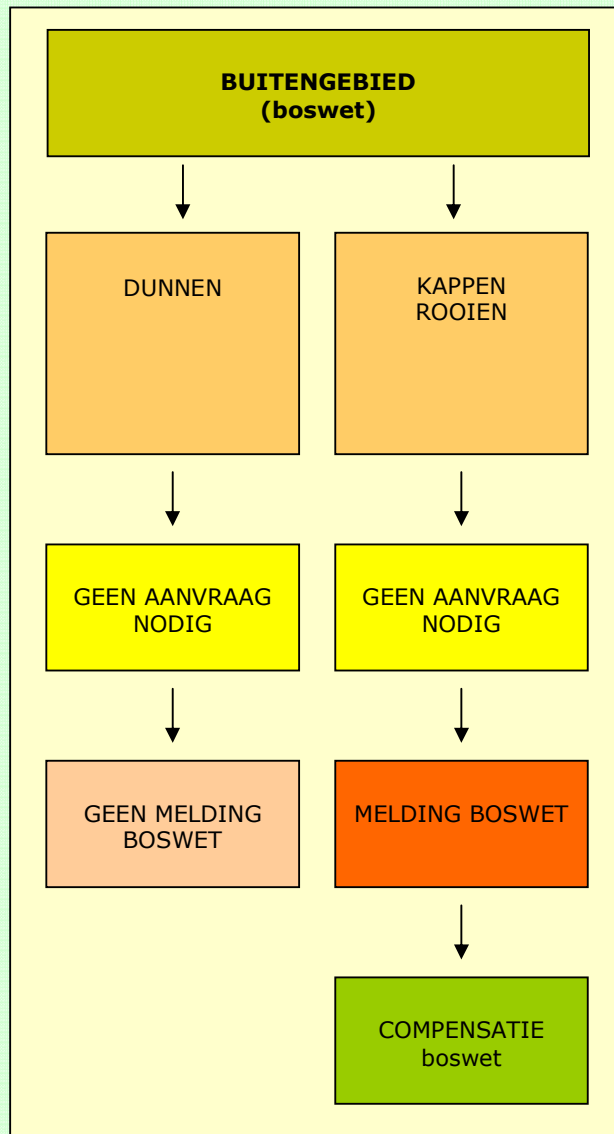 BUITENGEBIED
(boswet)
DUNNEN
KAPPEN
ROOIEN
GEEN AANVRAAG
NODIG
GEEN AANVRAAG
NODIG
GEEN MELDING
BOSWET
MELDING BOSWET
COMPENSATIE
boswet